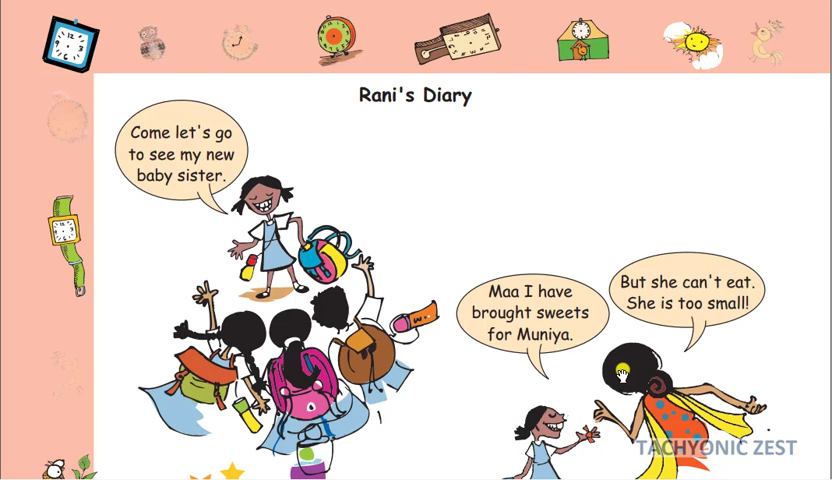 Rani's Diary
Come let's go
to see my new
baby sister.
Maa I have
brought sweets
for Muniya.
But she can't eat.
She is too small!
TACHYONIC ZEST